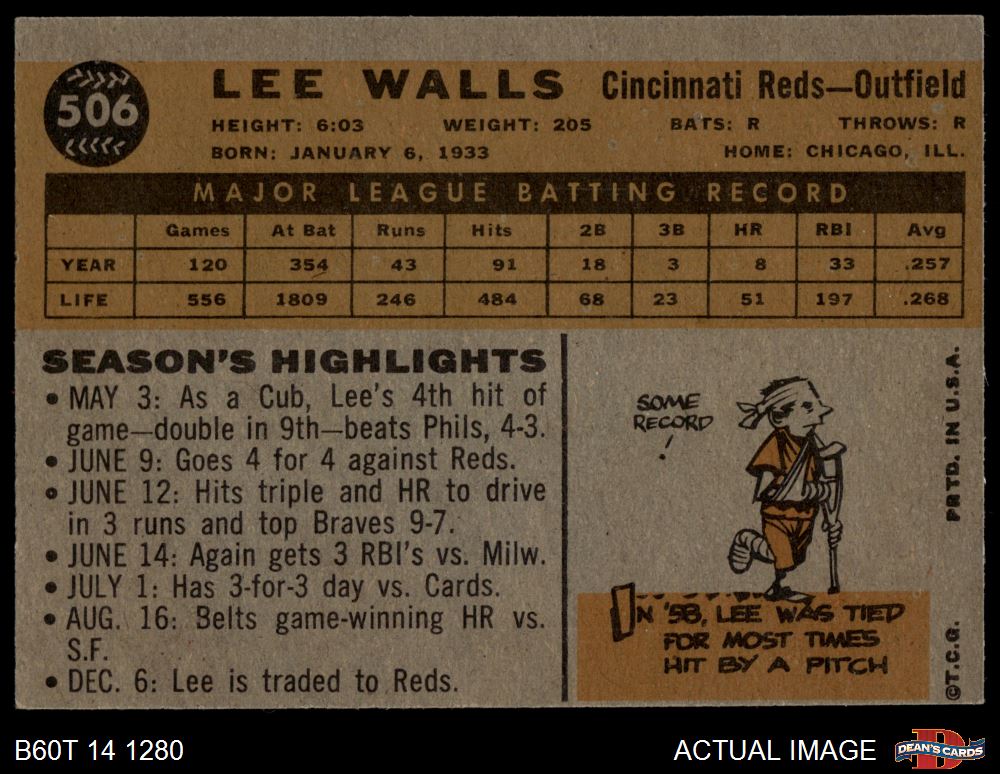 506
LEE WALLS Cincinnati Reds—Outfield
HEIGHT: 6:03 WEIGHT: 205 BATS: R THROWS: R
BORN: JANUARY 6, 1933 HOME: CHICAGO, ILL.
MAJOR LEAGUE BATTING RECORD
Games At Bat Runs Hits 2B 3B HR RBI Avg
YEAR 120 354 43 91 18 3 8 33 .257
LIFE 556 1809 246 484 68 23 51 197 .268
SEASON'S HIGHLIGHTS
• MAY 3: As a Cub, Lee's 4th hit of
game—double in 9th—beats Phils, 4-3.
• JUNE 9: Goes 4 for 4 against Reds.
• JUNE 12: Hits triple and HR to drive
in 3 runs and top Braves 9-7.
• JUNE 14: Again gets 3 RBI's vs. Milw.
• JULY 1: Has 3-for-3 day vs. Cards.
• AUG. 16: Belts game-winning HR vs.
S.F.
• DEC. 6: Lee is traded to Reds.
SOME
RECORD
!
IN '58, LEE WAS TIED
FOR MOST TIMES
HIT BY A PITCH
©T.C.G. PRTD. IN U.S.A.
B60T 14 1280 ACTUAL IMAGE
D
DEAN'S CARDS